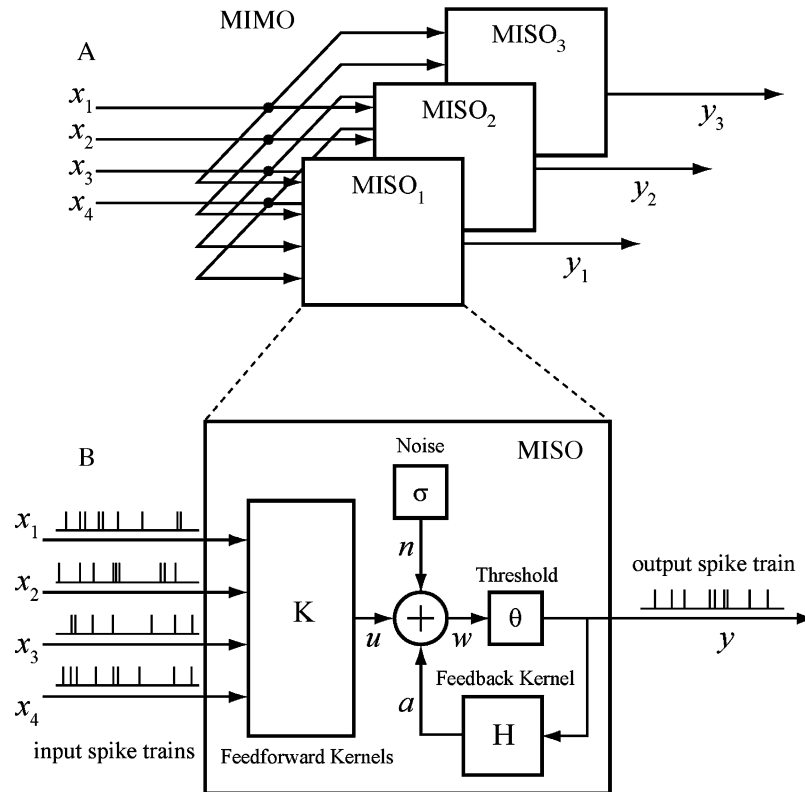 MIMO
A
MISO₃
x₁
x₂
x₃
x₄
MISO₂
MISO₁
y₃
y₂
y₁
B
MISO
Noise
σ
n
x₁
x₂
x₃
x₄
input spike trains
K
Feedforward Kernels
u
+
w
Threshold
θ
Feedback Kernel
a
H
output spike train
y